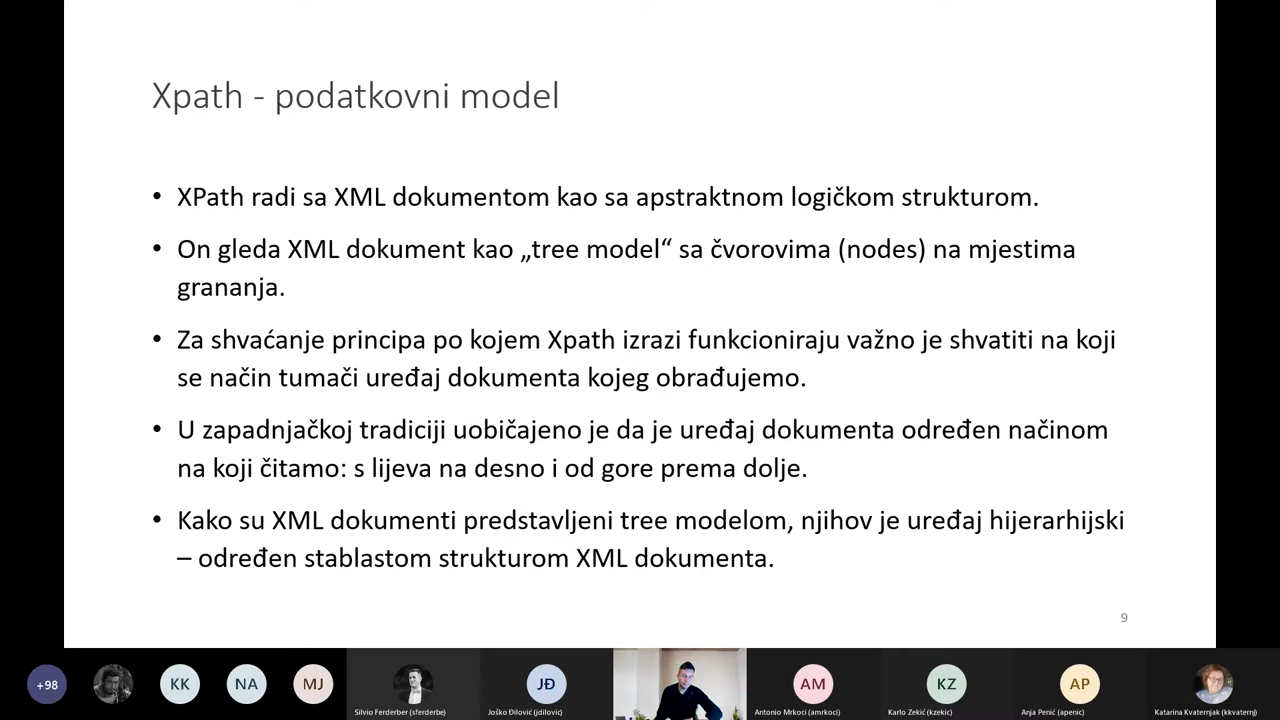 Xpath - podatkovni model
• XPath radi sa XML dokumentom kao sa apstraktnom logičkom strukturom.
• On gleda XML dokument kao „tree model“ sa čvorovima (nodes) na mjestima
grananja.
• Za shvaćanje principa po kojem Xpath izrazi funkcioniraju važno je shvatiti na koji
se način tumači uređaj dokumenta kojeg obrađujemo.
• U zapadnjačkoj tradiciji uobičajeno je da je uređaj dokumenta određen načinom
na koji čitamo: s lijeva na desno i od gore prema dolje.
• Kako su XML dokumenti predstavljeni tree modelom, njihov je uređaj hijerarhijski
– određen stablastom strukturom XML dokumenta.
9
+98 KK NA MJ JĐ AM KZ AP
Silvio Ferderber (sferderbe) Joško Đilović (jdilovic) Antonio Mrkoci (amrkoci) Karlo Zekić (kzekic) Anja Penić (apenic) Katarina Kvaternjak (kkvaternj)